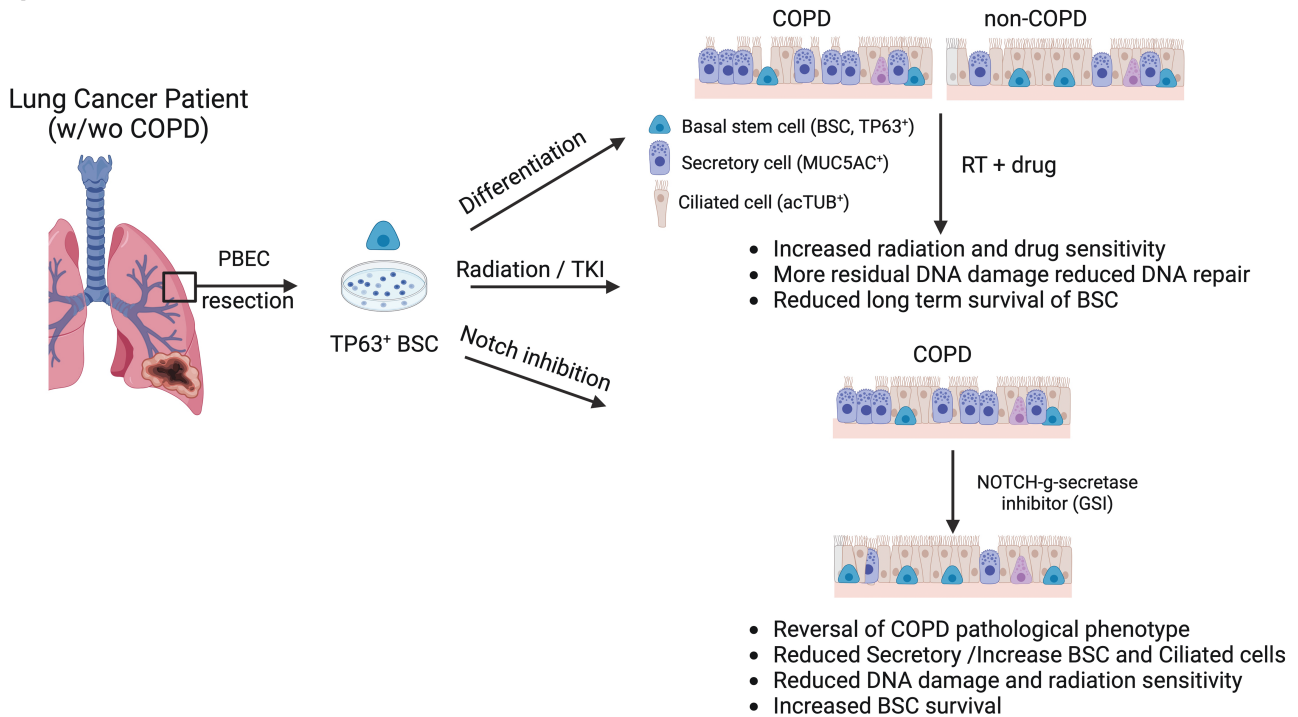 Lung Cancer Patient
(w/wo COPD)
PBEC
resection
TP63⁺ BSC
Differentiation
Radiation / TKI
Notch inhibition
COPD
non-COPD
Basal stem cell (BSC, TP63⁺)
Secretory cell (MUC5AC⁺)
Ciliated cell (acTUB⁺)
RT + drug
• Increased radiation and drug sensitivity
• More residual DNA damage reduced DNA repair
• Reduced long term survival of BSC
COPD
NOTCH-g-secretase
inhibitor (GSI)
• Reversal of COPD pathological phenotype
• Reduced Secretory /Increase BSC and Ciliated cells
• Reduced DNA damage and radiation sensitivity
• Increased BSC survival